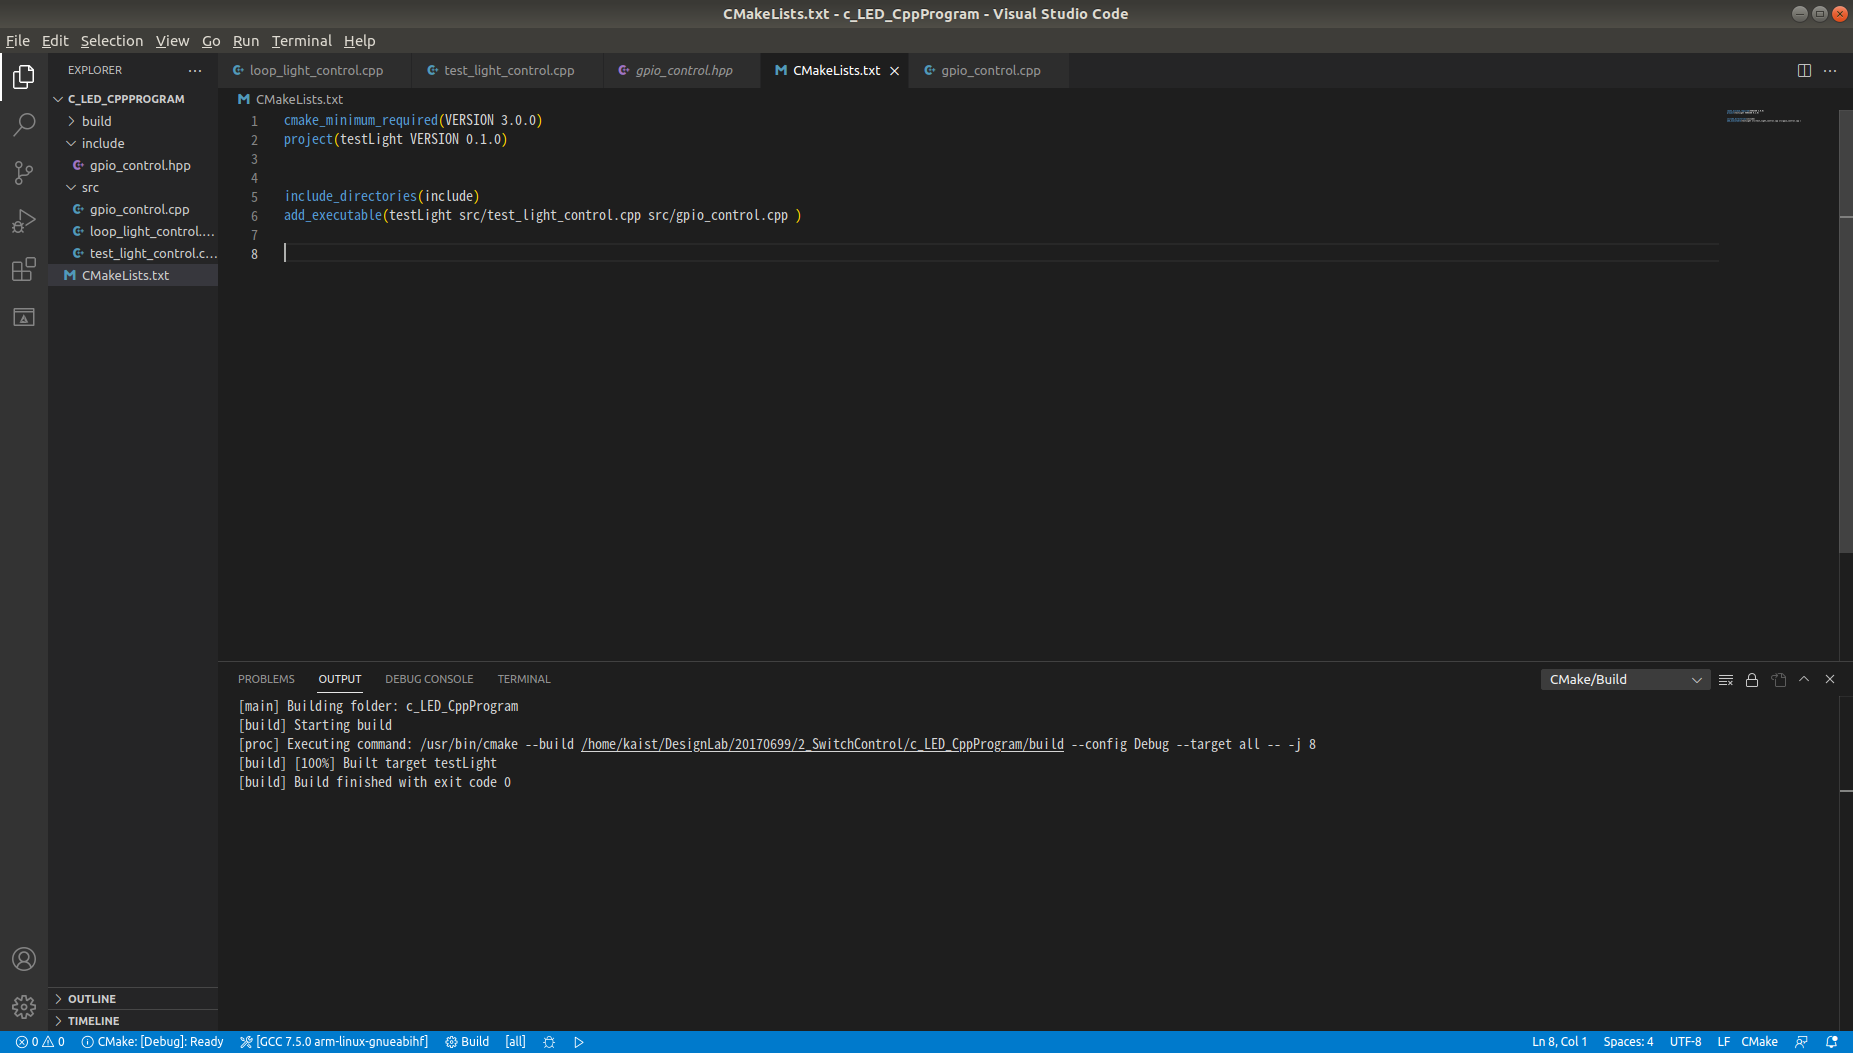 CMakeLists.txt - c_LED_CppProgram - Visual Studio Code
File Edit Selection View Go Run Terminal Help
EXPLORER
C_LED_CPPPROGRAM
build
include
gpio_control.hpp
src
gpio_control.cpp
loop_light_control....
test_light_control.c...
CMakeLists.txt
OUTLINE
TIMELINE
loop_light_control.cpp test_light_control.cpp gpio_control.hpp CMakeLists.txt gpio_control.cpp
CMakeLists.txt
1 cmake_minimum_required(VERSION 3.0.0)
2 project(testLight VERSION 0.1.0)
3
4
5 include_directories(include)
6 add_executable(testLight src/test_light_control.cpp src/gpio_control.cpp )
7
8
PROBLEMS OUTPUT DEBUG CONSOLE TERMINAL CMake/Build
[main] Building folder: c_LED_CppProgram
[build] Starting build
[proc] Executing command: /usr/bin/cmake --build /home/kaist/DesignLab/20170699/2_SwitchControl/c_LED_CppProgram/build --config Debug --target all -- -j 8
[build] [100%] Built target testLight
[build] Build finished with exit code 0
0 0 CMake: [Debug]: Ready [GCC 7.5.0 arm-linux-gnueabihf] Build [all] Ln 8, Col 1 Spaces: 4 UTF-8 LF CMake